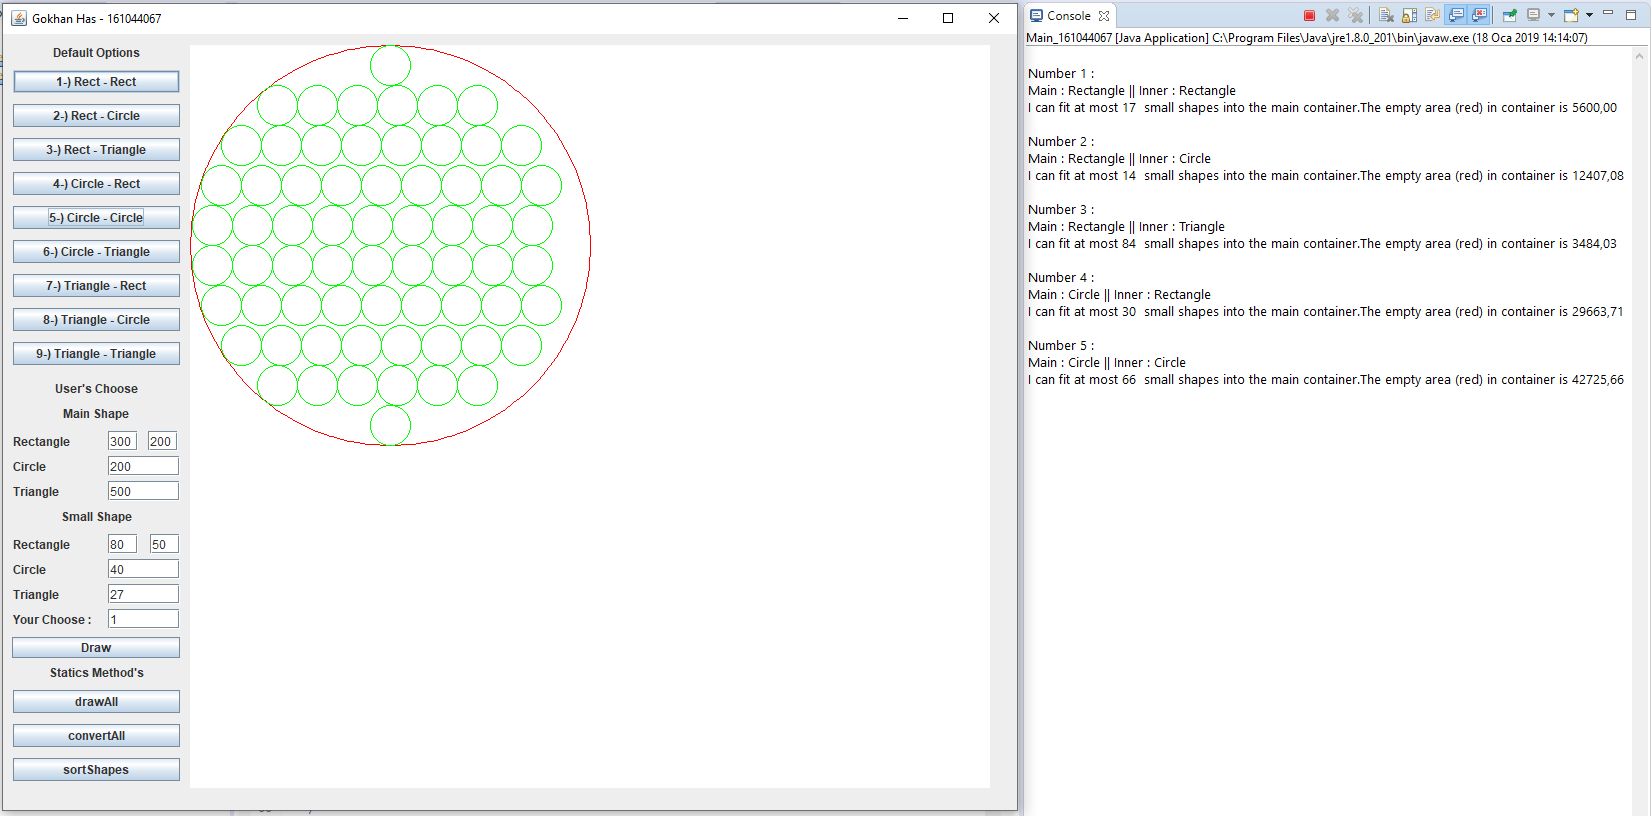 Gokhan Has - 161044067
Default Options
1-) Rect - Rect
2-) Rect - Circle
3-) Rect - Triangle
4-) Circle - Rect
5-) Circle - Circle
6-) Circle - Triangle
7-) Triangle - Rect
8-) Triangle - Circle
9-) Triangle - Triangle
User's Choose
Main Shape
Rectangle 300 200
Circle 200
Triangle 500
Small Shape
Rectangle 80 50
Circle 40
Triangle 27
Your Choose : 1
Draw
Statics Method's
drawAll
convertAll
sortShapes
Console
Main_161044067 [Java Application] C:\Program Files\Java\jre1.8.0_201\bin\javaw.exe (18 Oca 2019 14:14:07)
Number 1 :
Main : Rectangle || Inner : Rectangle
I can fit at most 17  small shapes into the main container.The empty area (red) in container is 5600,00
Number 2 :
Main : Rectangle || Inner : Circle
I can fit at most 14  small shapes into the main container.The empty area (red) in container is 12407,08
Number 3 :
Main : Rectangle || Inner : Triangle
I can fit at most 84  small shapes into the main container.The empty area (red) in container is 3484,03
Number 4 :
Main : Circle || Inner : Rectangle
I can fit at most 30  small shapes into the main container.The empty area (red) in container is 29663,71
Number 5 :
Main : Circle || Inner : Circle
I can fit at most 66  small shapes into the main container.The empty area (red) in container is 42725,66